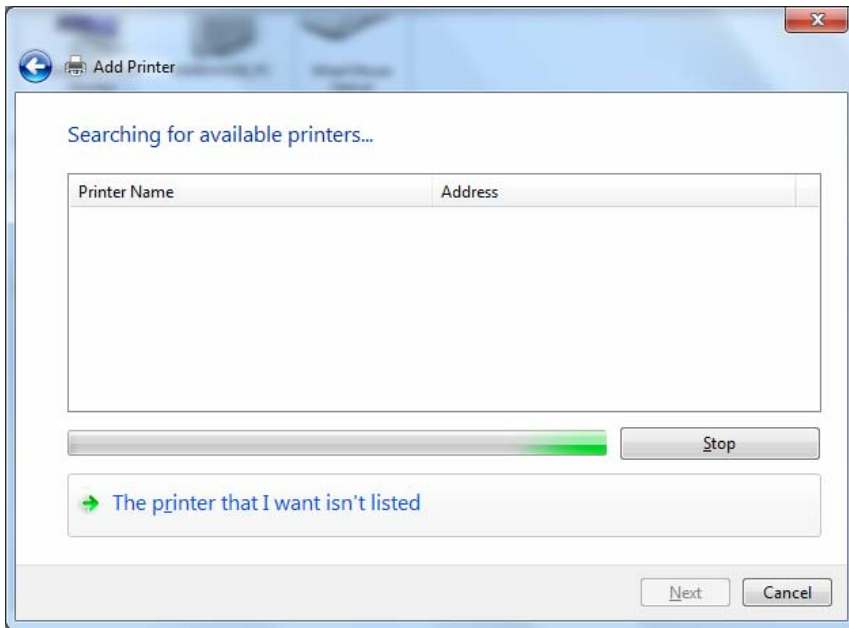 Add Printer
Searching for available printers...
Printer Name Address
Stop
The printer that I want isn't listed
Next Cancel